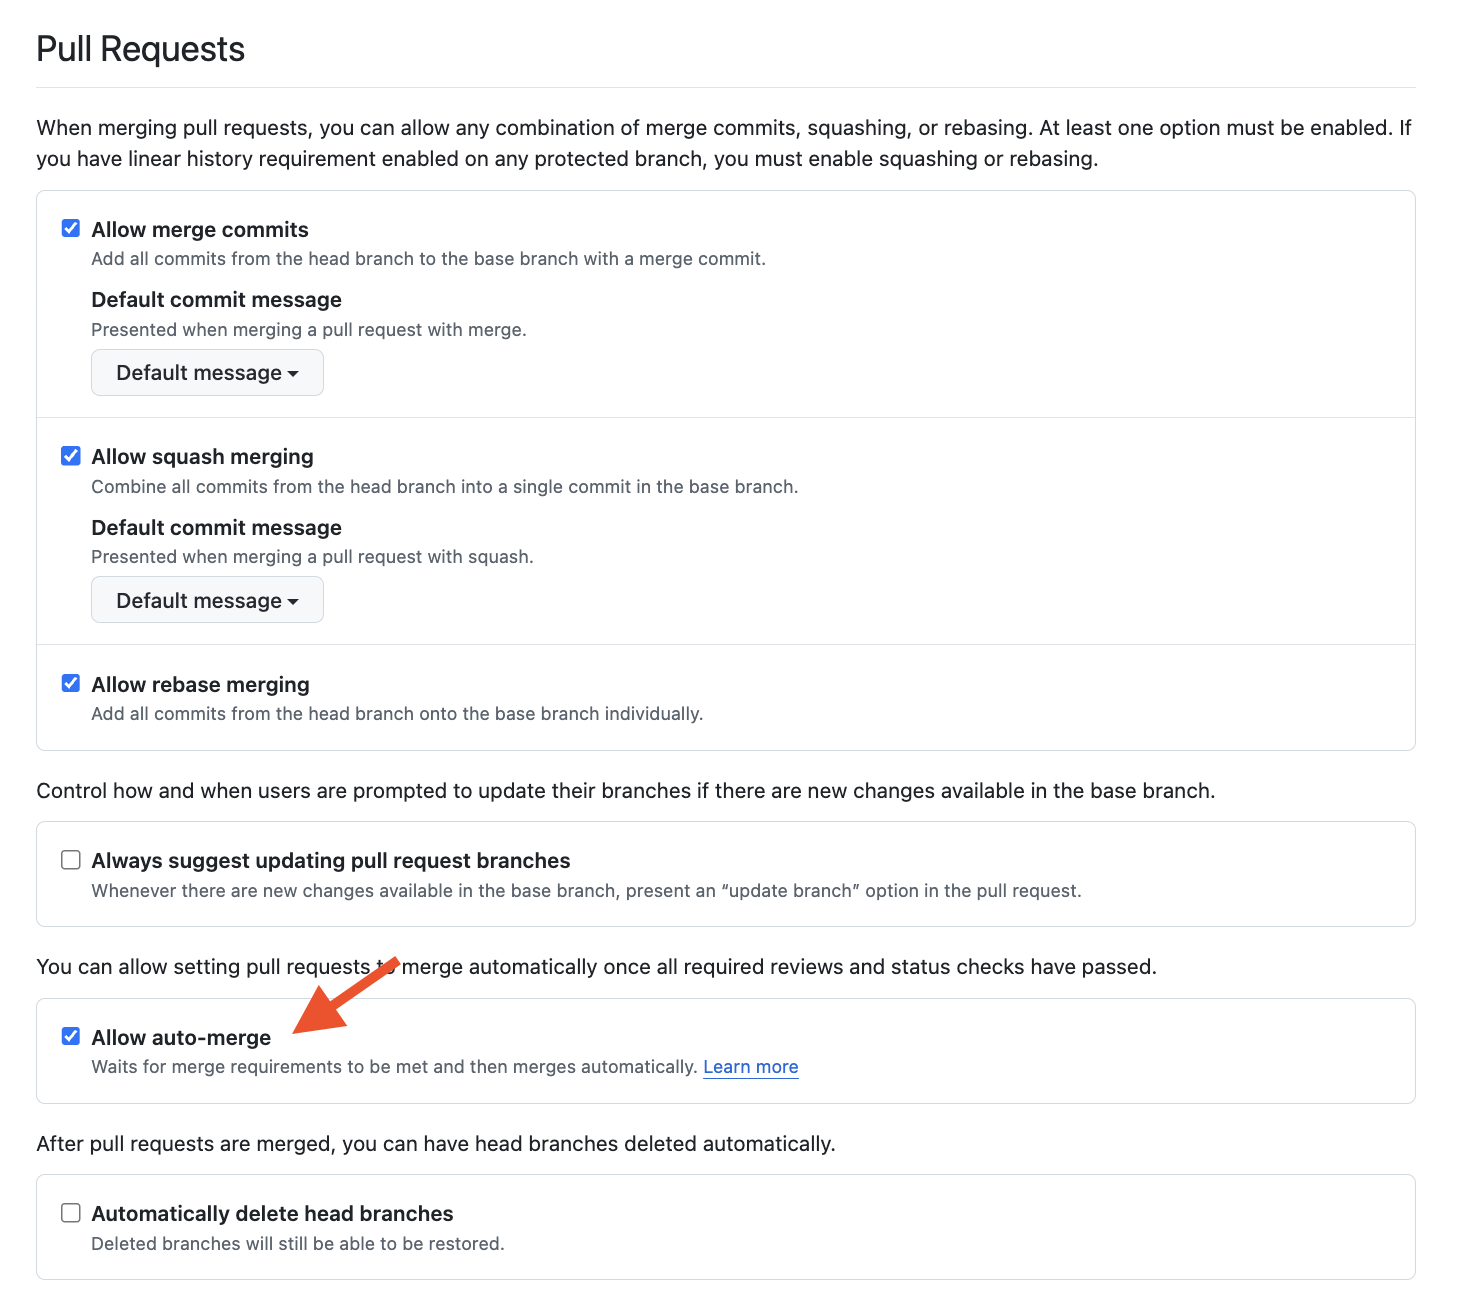 Pull Requests
When merging pull requests, you can allow any combination of merge commits, squashing, or rebasing. At least one option must be enabled. If
you have linear history requirement enabled on any protected branch, you must enable squashing or rebasing.
Allow merge commits
Add all commits from the head branch to the base branch with a merge commit.
Default commit message
Presented when merging a pull request with merge.
Default message
Allow squash merging
Combine all commits from the head branch into a single commit in the base branch.
Default commit message
Presented when merging a pull request with squash.
Default message
Allow rebase merging
Add all commits from the head branch onto the base branch individually.
Control how and when users are prompted to update their branches if there are new changes available in the base branch.
Always suggest updating pull request branches
Whenever there are new changes available in the base branch, present an “update branch” option in the pull request.
You can allow setting pull requests to merge automatically once all required reviews and status checks have passed.
Allow auto-merge
Waits for merge requirements to be met and then merges automatically. Learn more
After pull requests are merged, you can have head branches deleted automatically.
Automatically delete head branches
Deleted branches will still be able to be restored.